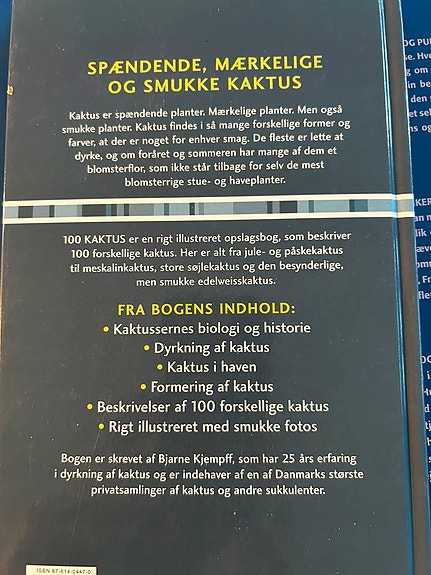 SPÆNDENDE, MÆRKELIGE
OG SMUKKE KAKTUS
Kaktus er spændende planter. Mærkelige planter. Men også
smukke planter. Kaktus findes i så mange forskellige former og
farver, at der er noget for enhver smag. De fleste er lette at
dyrke, og om foråret og sommeren har mange af dem et
blomsterflor, som ikke står tilbage for selv de mest
blomsterrige stue- og haveplanter.
100 KAKTUS er en rigt illustreret opslagsbog, som beskriver
100 forskellige kaktus. Her er alt fra jule- og påskekaktus
til meskalinkaktus, store søjlekaktus og den besynderlige,
men smukke edelweisskaktus.
FRA BOGENS INDHOLD:
• Kaktussernes biologi og historie
• Dyrkning af kaktus
• Kaktus i haven
• Formering af kaktus
• Beskrivelser af 100 forskellige kaktus
• Rigt illustreret med smukke fotos
Bogen er skrevet af Bjarne Kjempff, som har 25 års erfaring
i dyrkning af kaktus og er indehaver af en af Danmarks største
privatsamlinger af kaktus og andre sukkulenter.
ISBN 87-614-0447-0